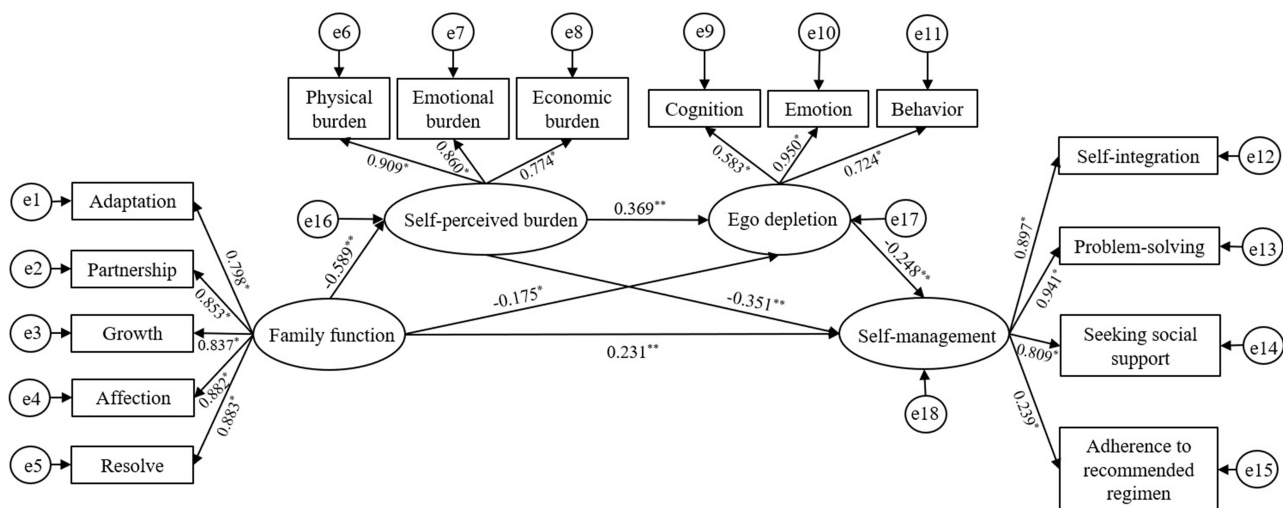 e6
e7
e8
e9
e10
e11
Physical
burden
Emotional
burden
Economic
burden
Cognition
Emotion
Behavior
0.909*
0.860*
0.774*
0.583*
0.950*
0.724*
Self-integration
e12
e1
Adaptation
e16
Self-perceived burden
0.369**
Ego depletion
e17
0.798*
0.897*
e2
Partnership
-0.589**
-0.248**
Problem-solving
e13
0.853*
-0.175*
-0.351**
0.941*
e3
Growth
0.837*
Family function
0.231**
Self-management
0.809*
Seeking social
support
e14
e4
Affection
0.882*
0.883*
e18
0.239*
e5
Resolve
Adherence to
recommended
regimen
e15